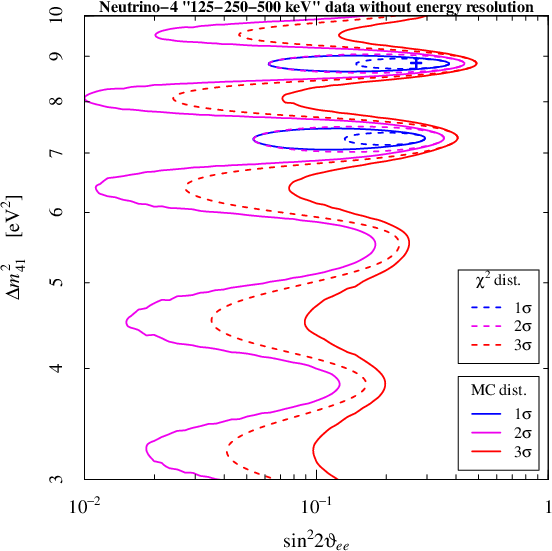 Neutrino−4 "125−250−500 keV" data without energy resolution
10
9
8
7
6
5
4
3
Δm²₄₁ [eV²]
χ² dist.
1σ
2σ
3σ
MC dist.
1σ
2σ
3σ
10⁻² 10⁻¹ 1
sin²2ϑₑₑ